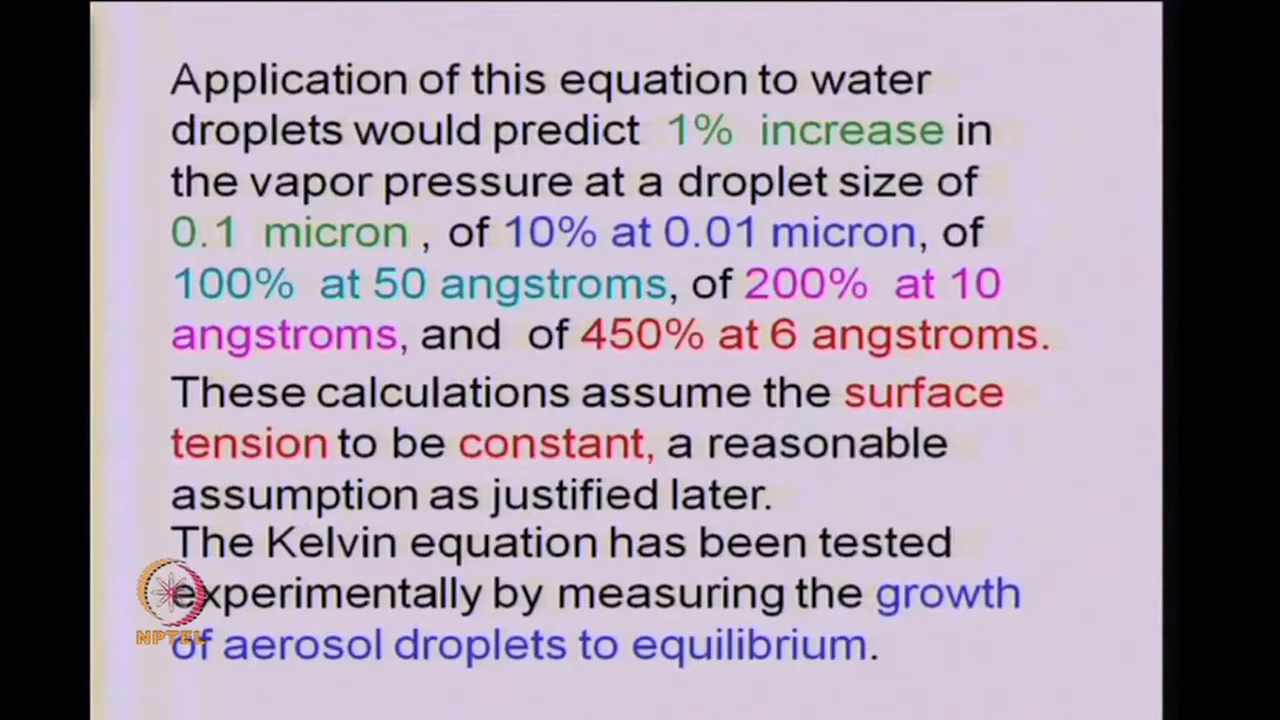 Application of this equation to water
droplets would predict 1% increase in
the vapor pressure at a droplet size of
0.1 micron , of 10% at 0.01 micron, of
100% at 50 angstroms, of 200% at 10
angstroms, and of 450% at 6 angstroms.
These calculations assume the surface
tension to be constant, a reasonable
assumption as justified later.
The Kelvin equation has been tested
experimentally by measuring the growth
of aerosol droplets to equilibrium.
NPTEL